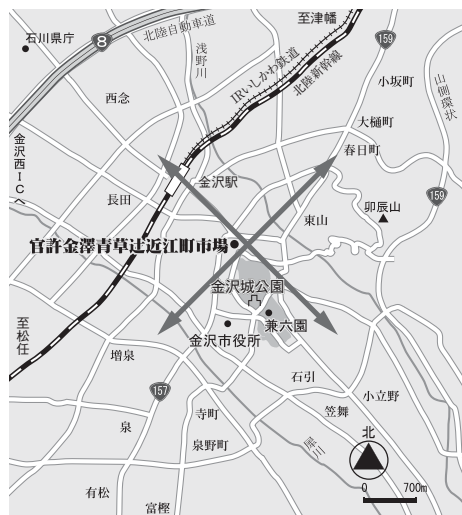 至津幡
石川県庁
8
北陸自動車道
浅野川
IRいしかわ鉄道
北陸新幹線
159
小坂町
山側環状
西念
大樋町
春日町
金沢西ICへ
金沢駅
長田
東山
卯辰山
159
官許金澤青草辻近江町市場
金沢城公園
兼六園
金沢市役所
至松任
増泉
157
石引
小立野
寺町
笠舞
泉
泉野町
犀川
北
有松
富樫
0 700m